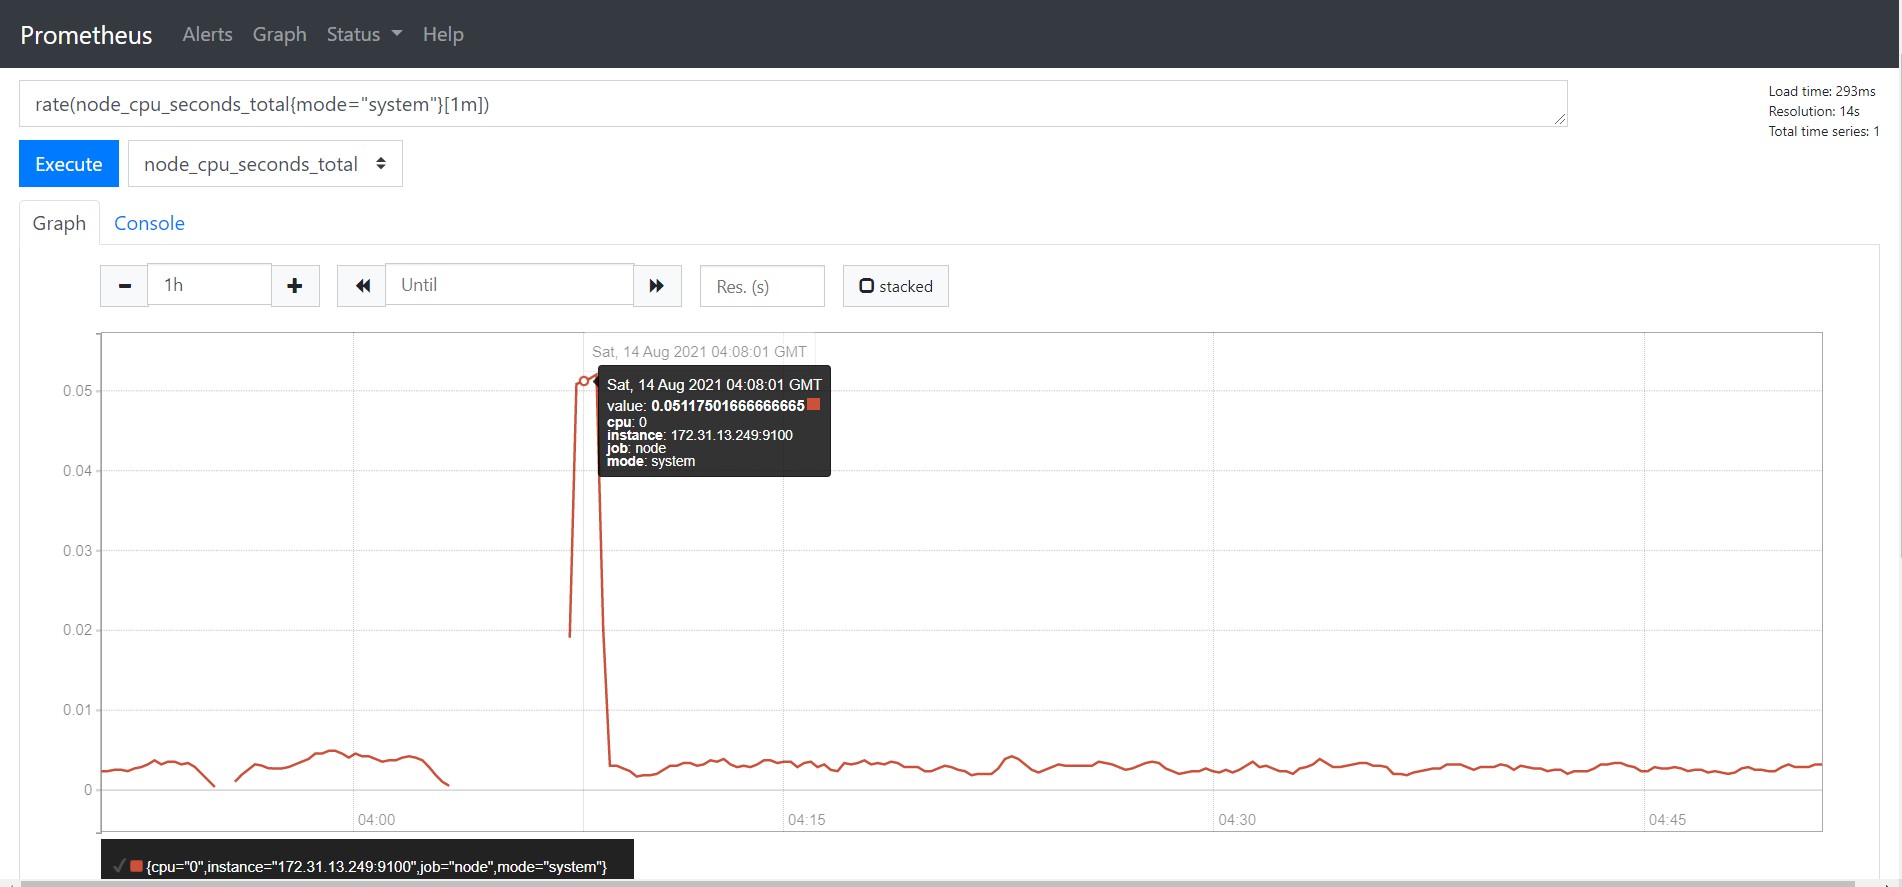 Prometheus Alerts Graph Status Help
rate(node_cpu_seconds_total{mode="system"}[1m])
Load time: 293ms
Resolution: 14s
Total time series: 1
Execute node_cpu_seconds_total
Graph Console
1h Until Res. (s) stacked
Sat, 14 Aug 2021 04:08:01 GMT
Sat, 14 Aug 2021 04:08:01 GMT
value: 0.05117501666666665
cpu: 0
instance: 172.31.13.249:9100
job: node
mode: system
0.05
0.04
0.03
0.02
0.01
0
04:00 04:15 04:30 04:45
{cpu="0",instance="172.31.13.249:9100",job="node",mode="system"}